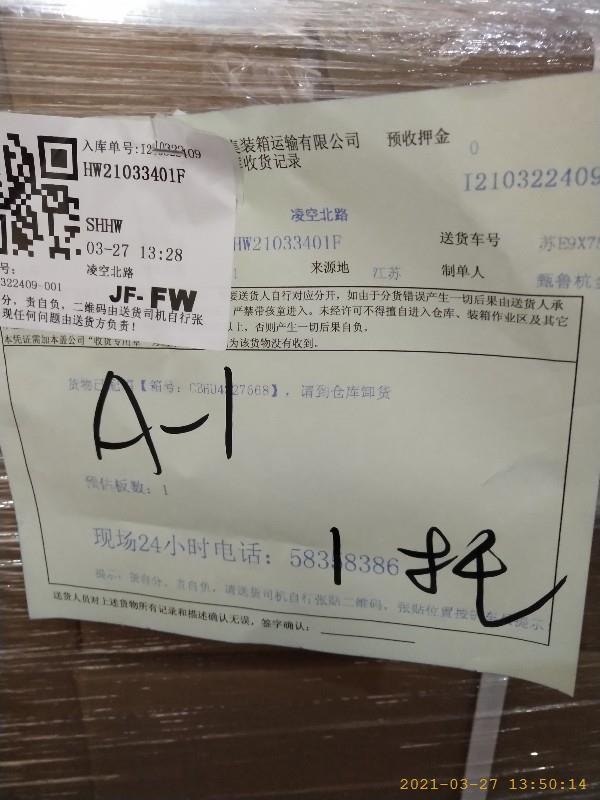 入库单号:I210322409
HW21033401F
SHHW
03-27 13:28
凌空北路
322409-001
JF-FW
分，责自负，二维码由送货司机自行张
现任何问题由送货方负责！
集装箱运输有限公司 预收押金 0
收货记录
I210322409
凌空北路
HW21033401F 送货车号 苏E9X75
来源地 江苏 制单人 甄鲁杭
要送货人自行对应分开，如由于分货错误产生一切后果由送货人承
严禁带孩童进入。未经许可不得擅自进入仓库、装箱作业区及其它
以上，否则产生一切后果自负。
本凭证需加本盖公司“收货专用章
为该货物没有收到。
【箱号：CBHU4327568】，请到仓库卸货
A-1
预估板数：1
现场24小时电话：58358386
1托
提示：货自分，责自负，请送货司机自行张贴二维码，张贴位置按
送货人员对上述货物所有记录和描述确认无误，签字确认：
2021-03-27 13:50:14